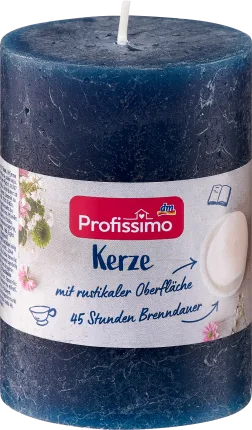 dm
Profissimo
Kerze
mit rustikaler Oberfläche
45 Stunden Brenndauer